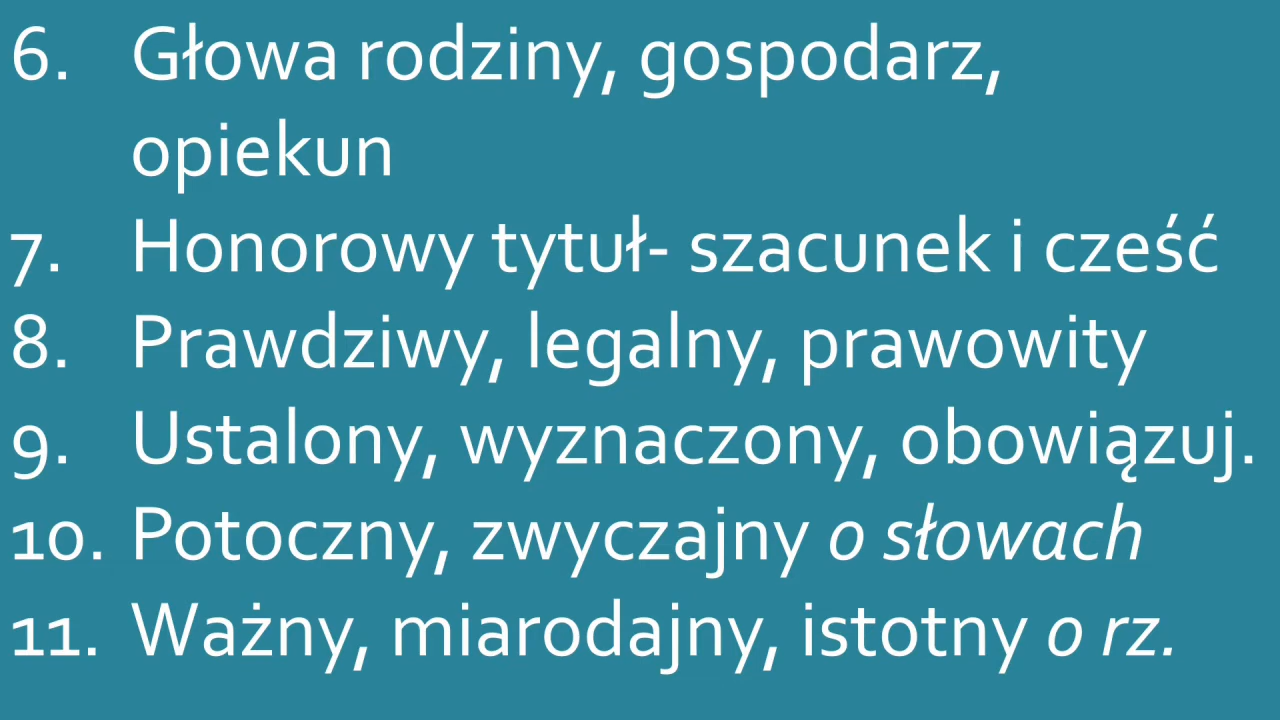 6. Głowa rodziny, gospodarz,
opiekun
7. Honorowy tytuł- szacunek i cześć
8. Prawdziwy, legalny, prawowity
9. Ustalony, wyznaczony, obowiązuj.
10. Potoczny, zwyczajny o słowach
11. Ważny, miarodajny, istotny o rz.